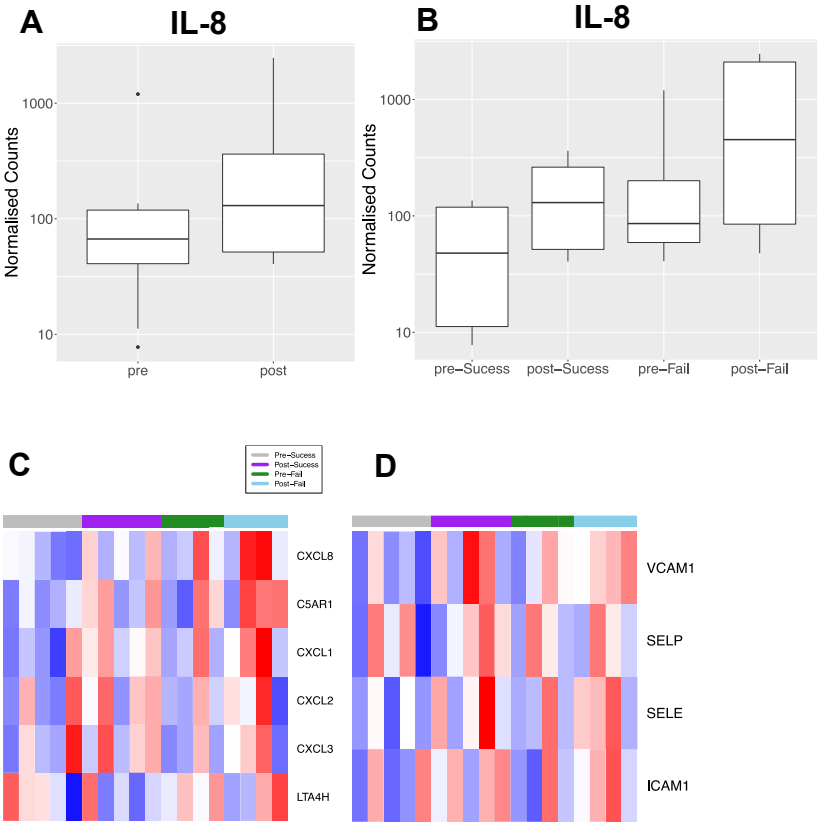 A
IL-8
Normalised Counts
1000
100
10
pre
post
B
IL-8
Normalised Counts
1000
100
10
pre−Sucess
post−Sucess
pre−Fail
post−Fail
C
Pre−Sucess
Post−Sucess
Pre−Fail
Post−Fail
CXCL8
C5AR1
CXCL1
CXCL2
CXCL3
LTA4H
D
VCAM1
SELP
SELE
ICAM1